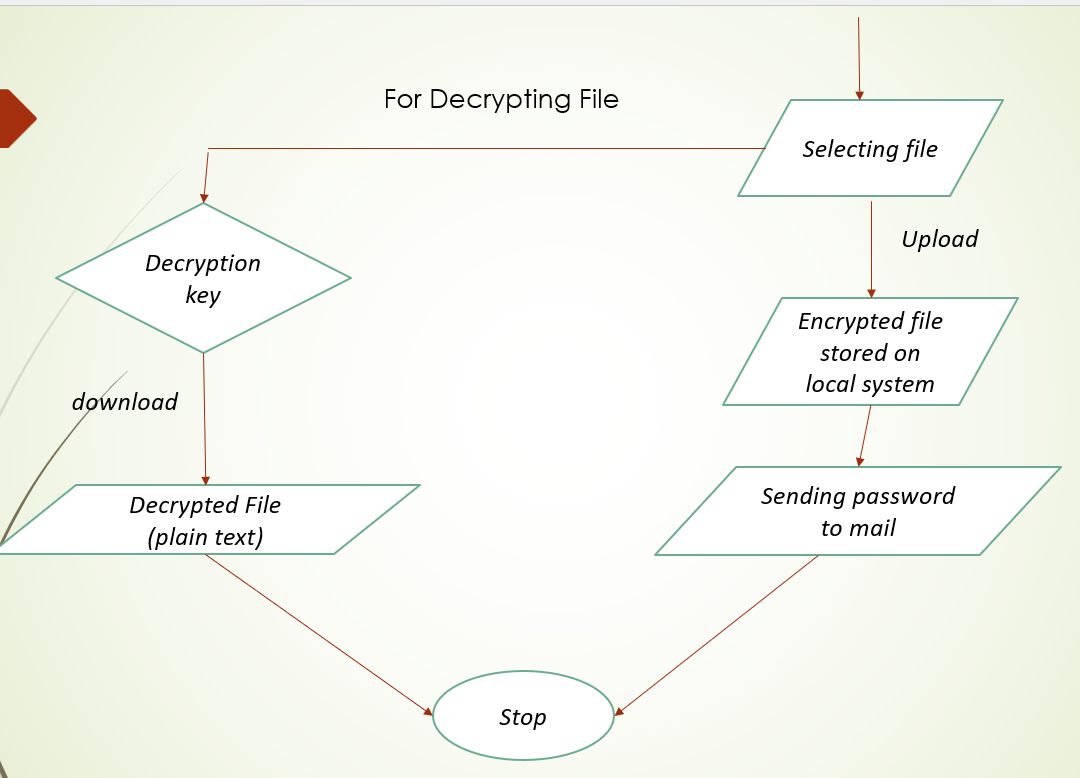 For Decrypting File
Selecting file
Upload
Decryption
key
Encrypted file
stored on
local system
download
Decrypted File
(plain text)
Sending password
to mail
Stop